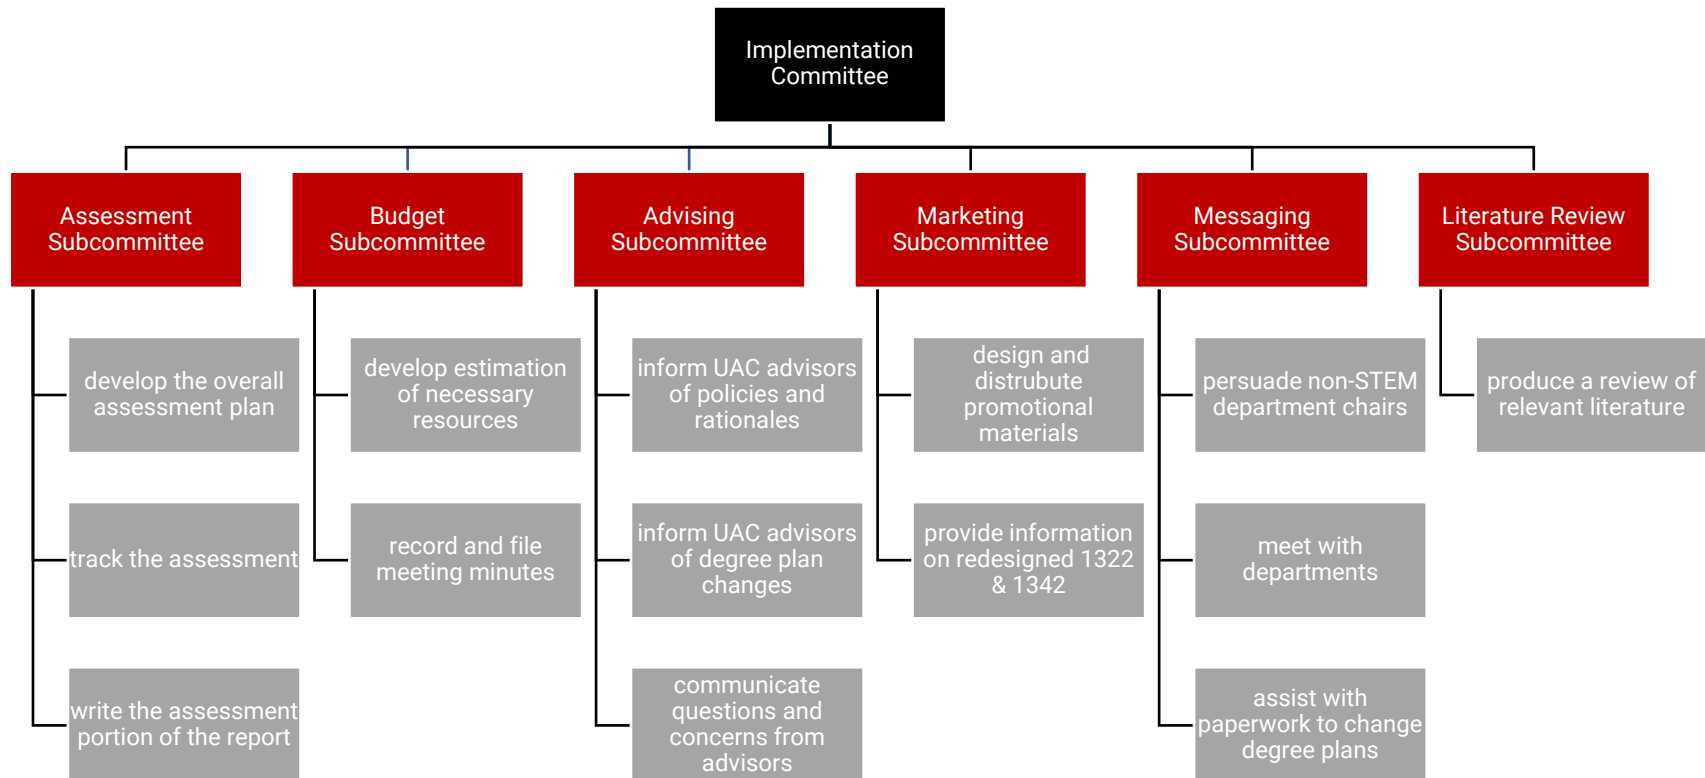 Implementation
Committee
Assessment
Subcommittee
Budget
Subcommittee
Advising
Subcommittee
Marketing
Subcommittee
Messaging
Subcommittee
Literature Review
Subcommittee
develop the overall
assessment plan
develop estimation
of necessary
resources
inform UAC advisors
of policies and
rationales
design and
distrubute
promotional
materials
persuade non-STEM
department chairs
produce a review of
relevant literature
track the assessment
record and file
meeting minutes
inform UAC advisors
of degree plan
changes
provide information
on redesigned 1322
& 1342
meet with
departments
write the assessment
portion of the report
communicate
questions and
concerns from
advisors
assist with
paperwork to change
degree plans